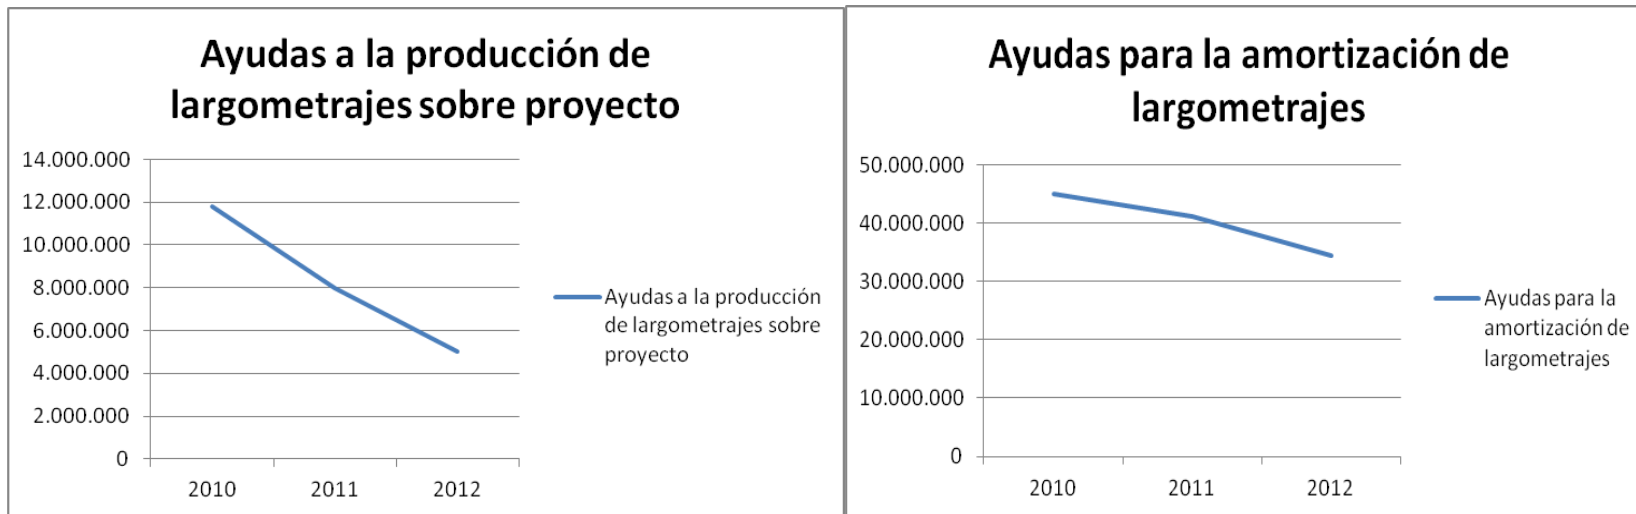 Ayudas a la producción de
largometrajes sobre proyecto
14.000.000
12.000.000
10.000.000
8.000.000
6.000.000
4.000.000
2.000.000
0
2010 2011 2012
Ayudas a la producción
de largometrajes sobre
proyecto
Ayudas para la amortización de
largometrajes
50.000.000
40.000.000
30.000.000
20.000.000
10.000.000
0
2010 2011 2012
Ayudas para la
amortización de
largometrajes